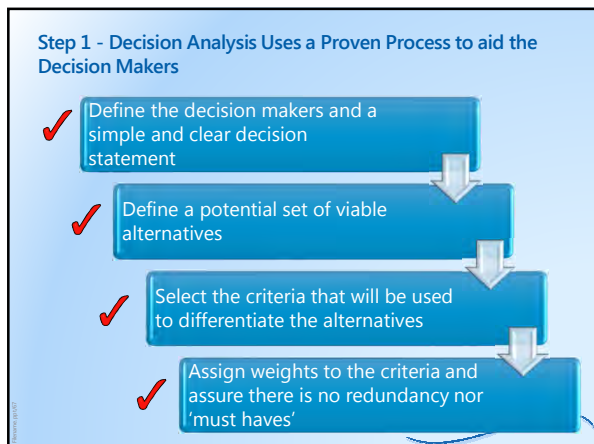 Step 1 - Decision Analysis Uses a Proven Process to aid the
Decision Makers
Define the decision makers and a
simple and clear decision
statement
Define a potential set of viable
alternatives
Select the criteria that will be used
to differentiate the alternatives
Assign weights to the criteria and
assure there is no redundancy nor
'must haves'